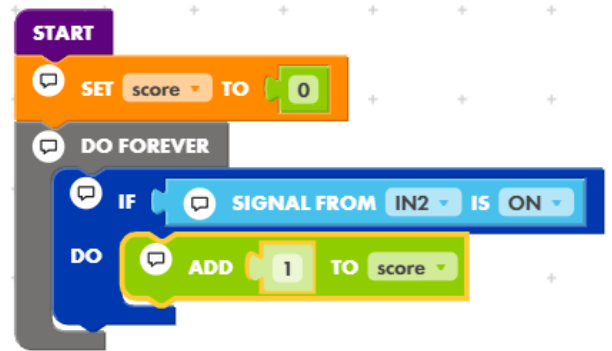 START
SET score TO 0
DO FOREVER
IF SIGNAL FROM IN2 IS ON
DO ADD 1 TO score